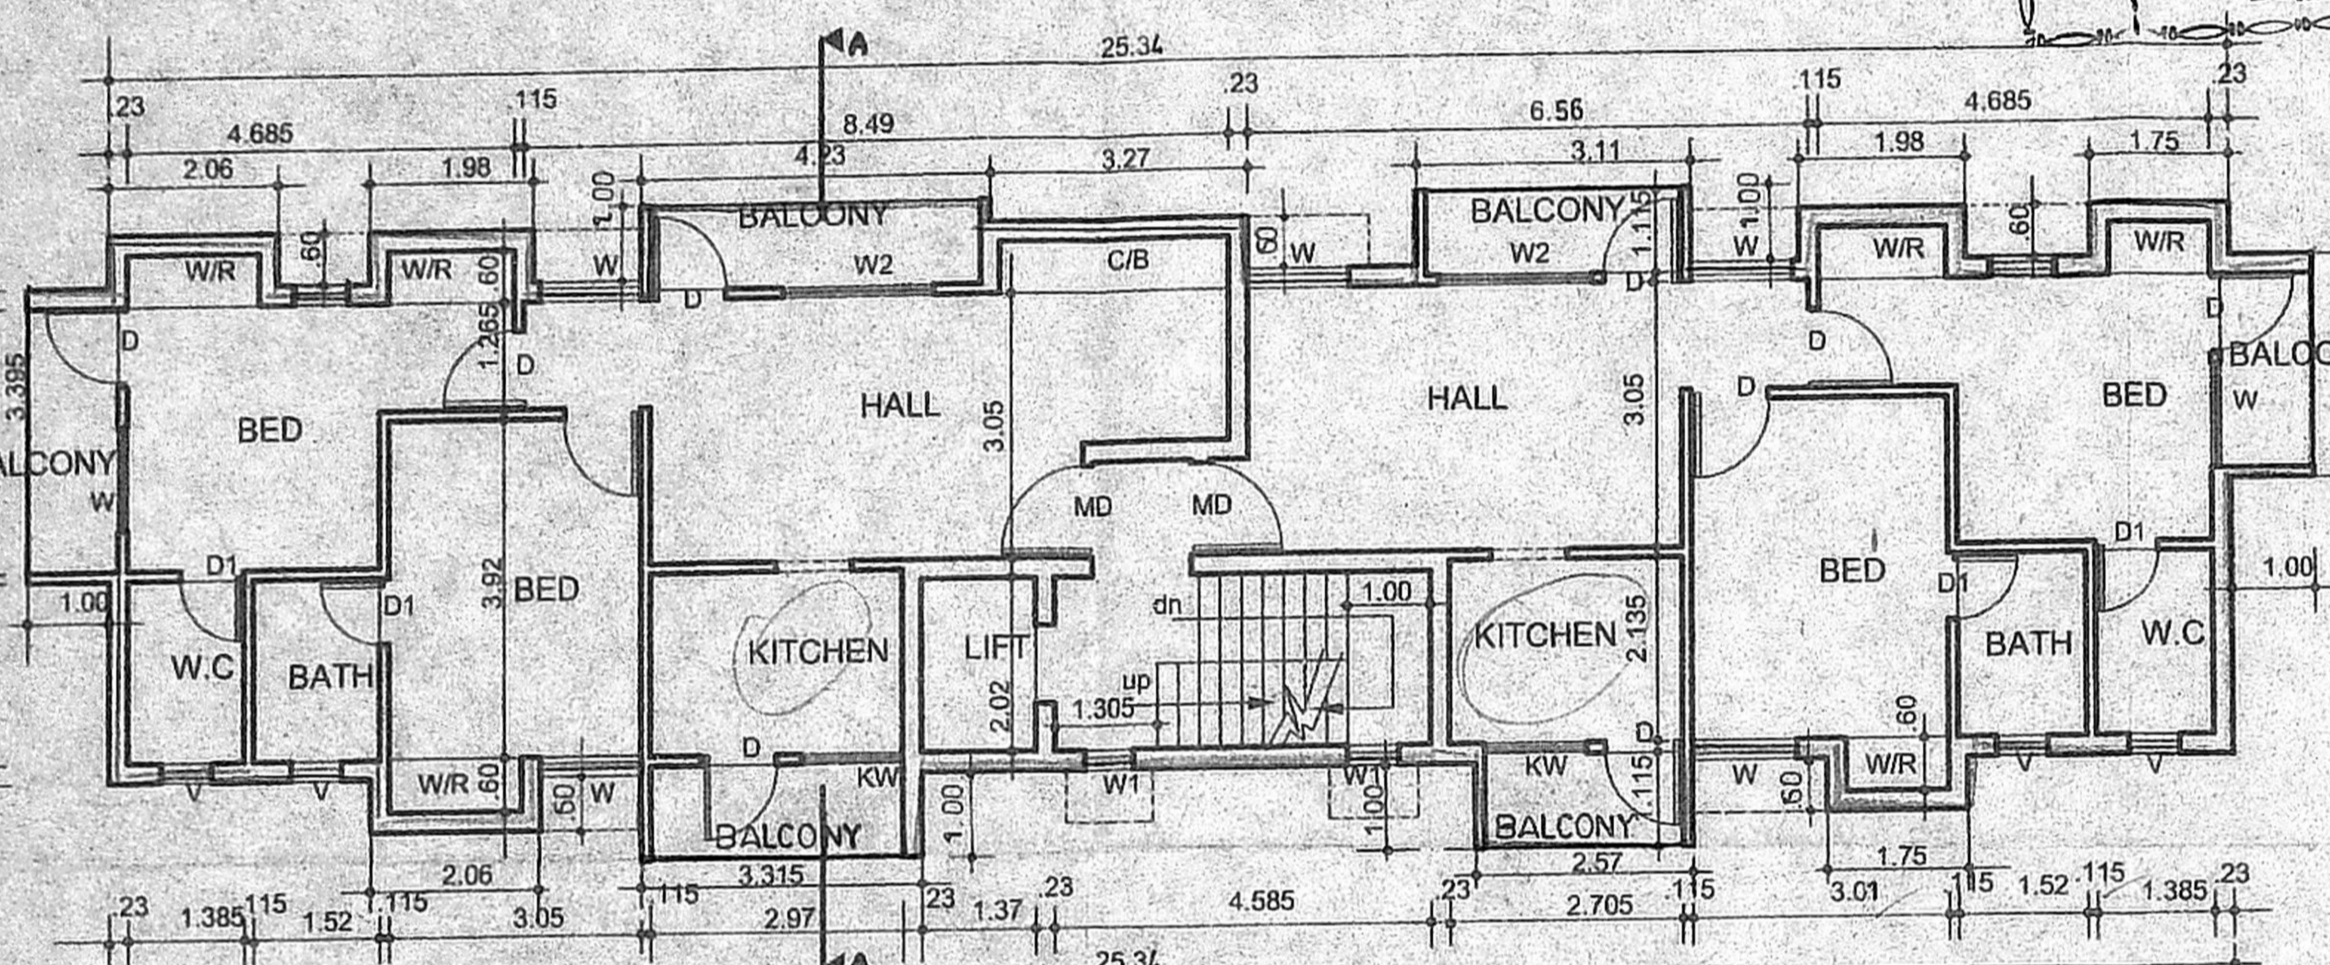 A
25.34
.23 .115 .23 .115 .23
4.685 8.49 6.56 4.685
2.06 1.98 4.23 3.27 3.11 1.98 1.75
1.00 1.115 1.00
BALCONY BALCONY
.60 .60 .60 .60
W/R W/R W W2 C/B W W2 W W/R W/R
D D D
D 1.265 D D D
3.395 BED HALL 3.05 HALL 3.05 D BED W
W
MD MD
D1 D1
1.00 3.92 BED D1 dn 1.00 BED D1 1.00
W.C BATH KITCHEN LIFT KITCHEN 2.135 BATH W.C
up
2.02 1.305 .60
D D
W/R .60 .60 W KW W1 W1 KW W .60 W/R
V V V V
BALCONY 1.00 1.00 BALCONY .115
2.06 3.315 2.57 1.75
.23 1.385 .115 1.52 .115 3.05 .115 2.97 .23 1.37 .23 4.585 .23 2.705 .115 3.01 .115 1.52 .115 1.385 .23
A 25.34